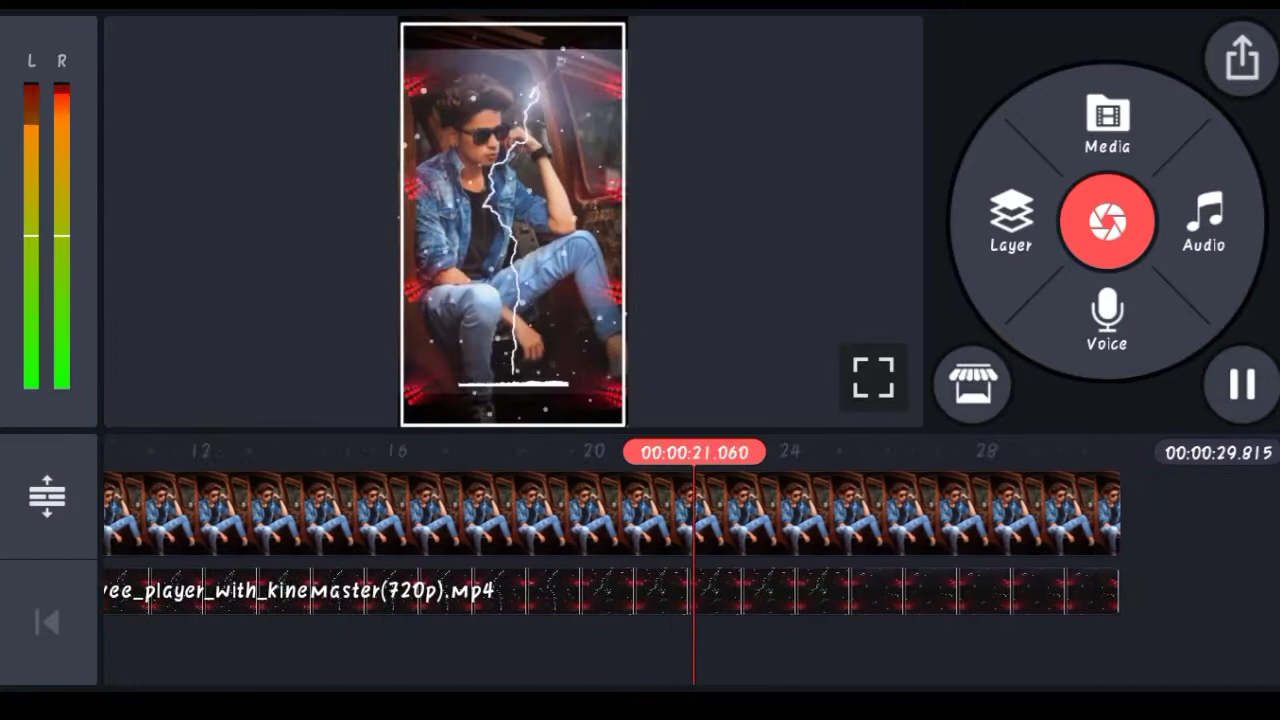 L R
Media
Layer
Audio
Voice
12 16 20 00:00:21.060 24 28 00:00:29.815
vee_player_with_kinemaster(720p).mp4